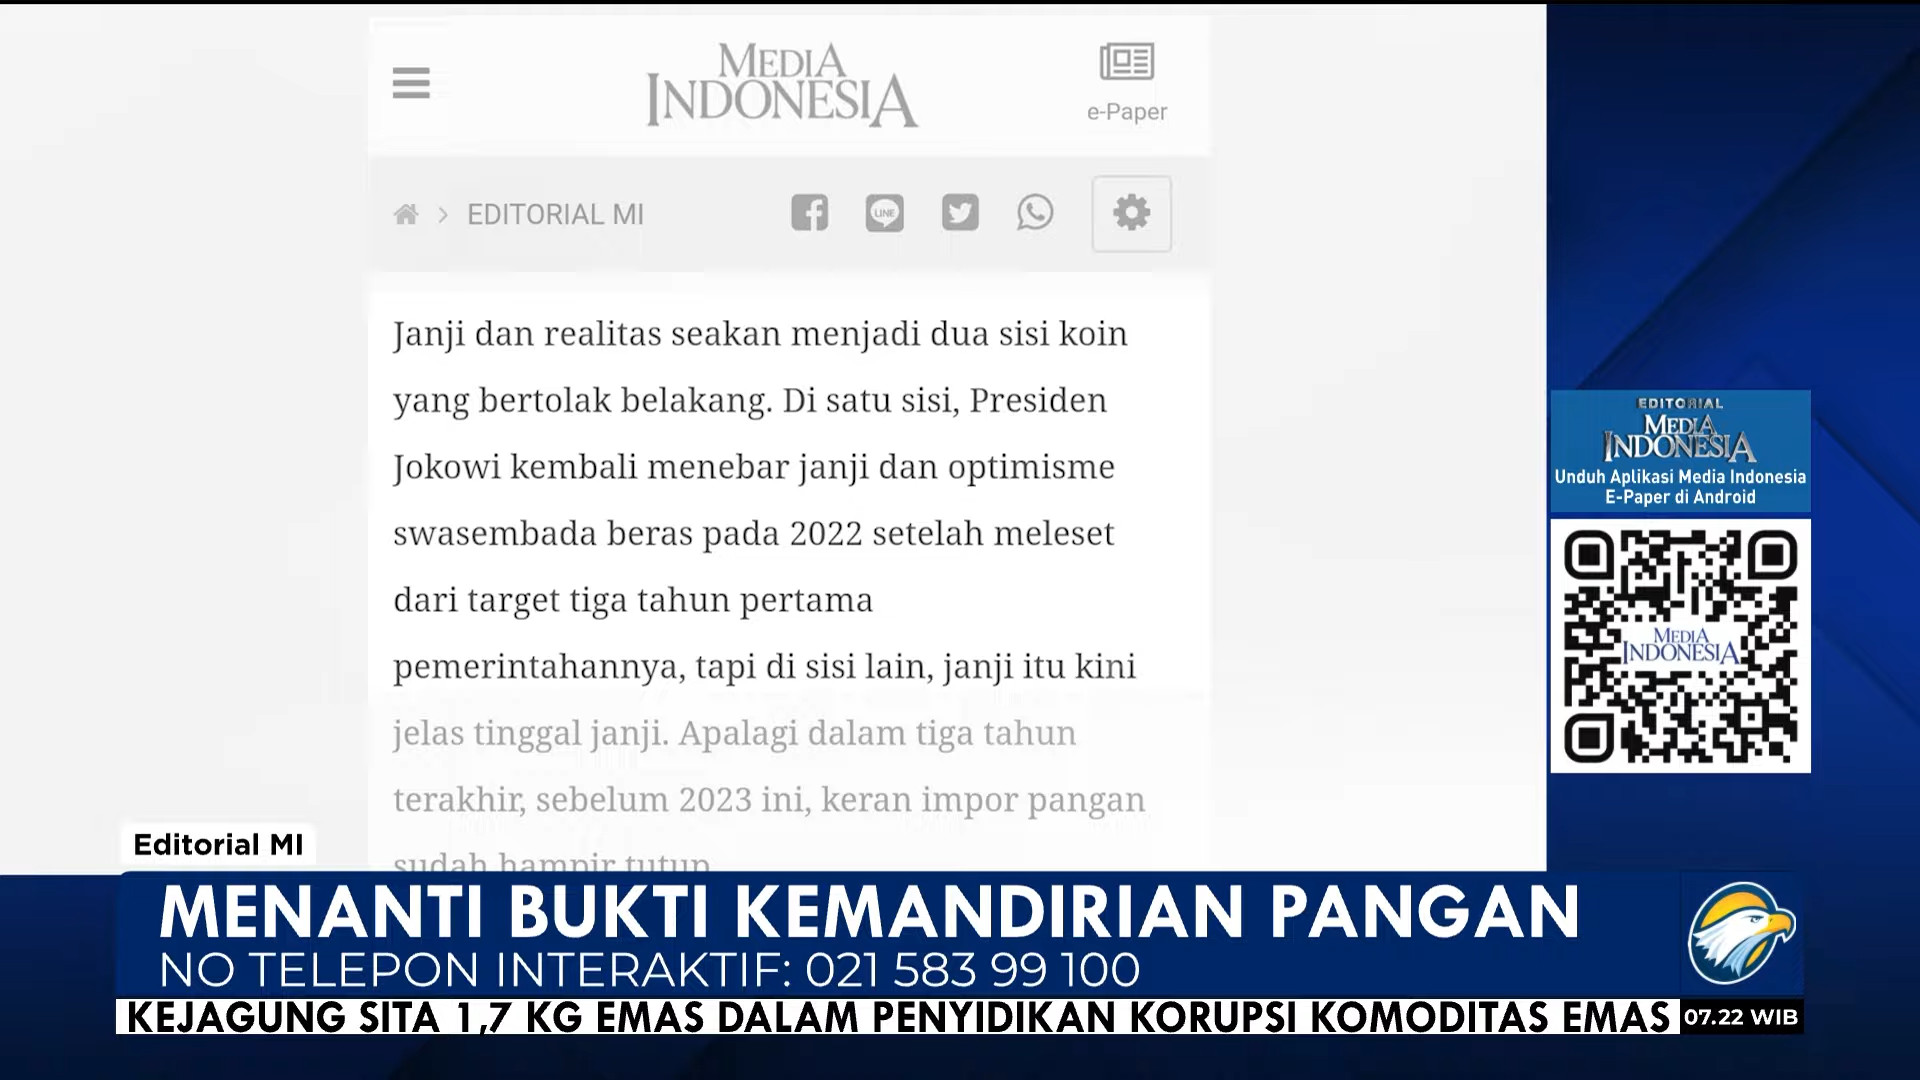 MEDIA
INDONESIA
e-Paper
EDITORIAL MI
LINE
Janji dan realitas seakan menjadi dua sisi koin
yang bertolak belakang. Di satu sisi, Presiden
Jokowi kembali menebar janji dan optimisme
swasembada beras pada 2022 setelah meleset
dari target tiga tahun pertama
pemerintahannya, tapi di sisi lain, janji itu kini
jelas tinggal janji. Apalagi dalam tiga tahun
terakhir, sebelum 2023 ini, keran impor pangan
sudah hampir tutup.
EDITORIAL
MEDIA
INDONESIA
Unduh Aplikasi Media Indonesia
E-Paper di Android
MEDIA
INDONESIA
Editorial MI
MENANTI BUKTI KEMANDIRIAN PANGAN
NO TELEPON INTERAKTIF: 021 583 99 100
KEJAGUNG SITA 1,7 KG EMAS DALAM PENYIDIKAN KORUPSI KOMODITAS EMAS
07.22 WIB